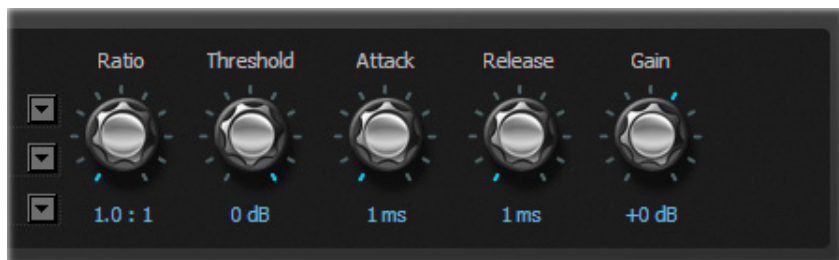 Ratio Threshold Attack Release Gain
1.0 : 1 0 dB 1 ms 1 ms +0 dB